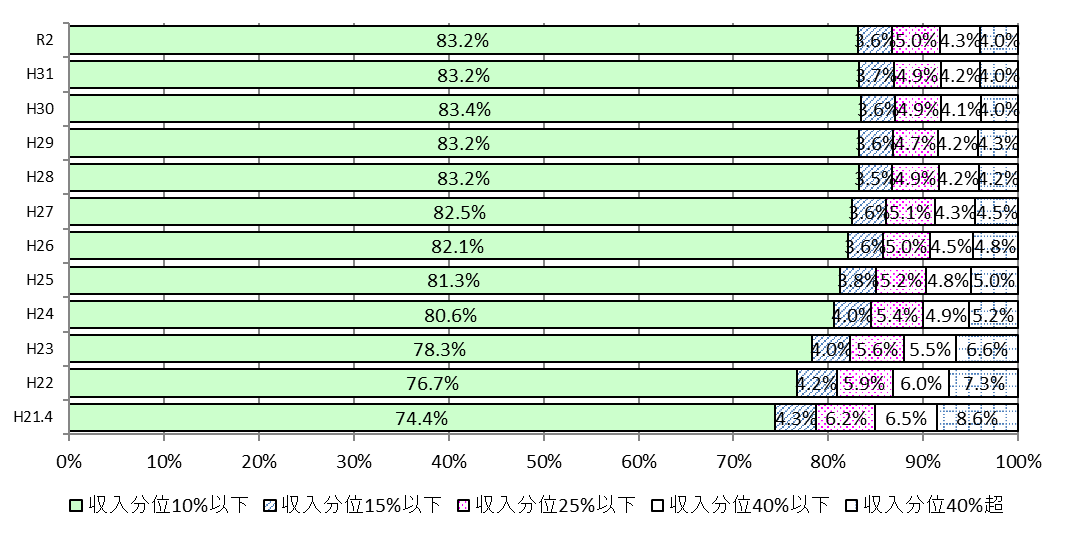 R2 83.2% 3.6% 5.0% 4.3% 4.0%
H31 83.2% 3.7% 4.9% 4.2% 4.0%
H30 83.4% 3.6% 4.9% 4.1% 4.0%
H29 83.2% 3.6% 4.7% 4.2% 4.3%
H28 83.2% 3.5% 4.9% 4.2% 4.2%
H27 82.5% 3.6% 5.1% 4.3% 4.5%
H26 82.1% 3.6% 5.0% 4.5% 4.8%
H25 81.3% 3.8% 5.2% 4.8% 5.0%
H24 80.6% 4.0% 5.4% 4.9% 5.2%
H23 78.3% 4.0% 5.6% 5.5% 6.6%
H22 76.7% 4.2% 5.9% 6.0% 7.3%
H21.4 74.4% 4.3% 6.2% 6.5% 8.6%
0% 10% 20% 30% 40% 50% 60% 70% 80% 90% 100%
収入分位10%以下 収入分位15%以下 収入分位25%以下 収入分位40%以下 収入分位40%超